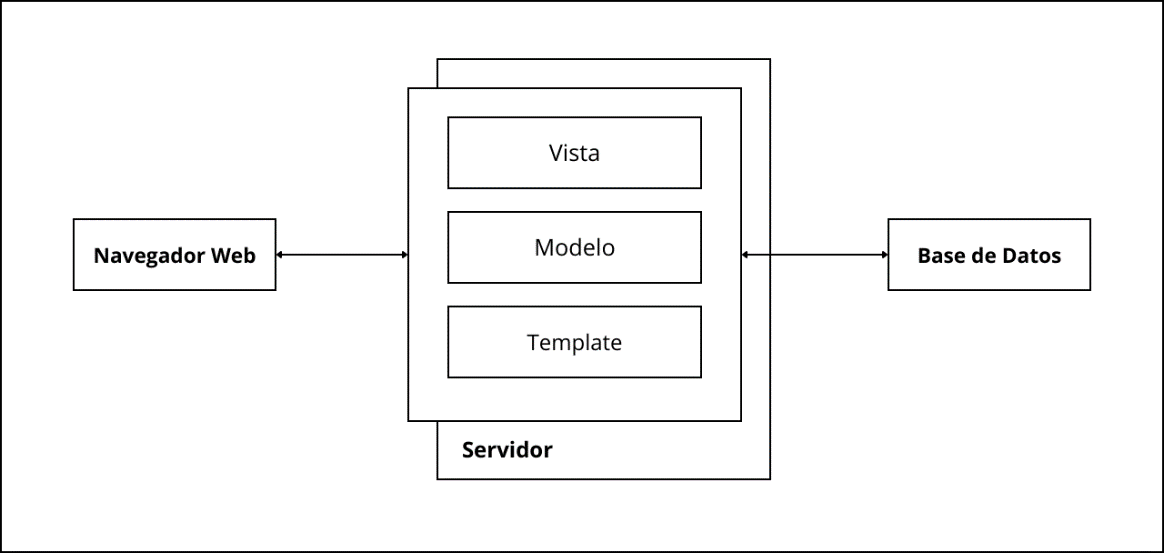 Vista
Modelo
Navegador Web
Base de Datos
Template
Servidor